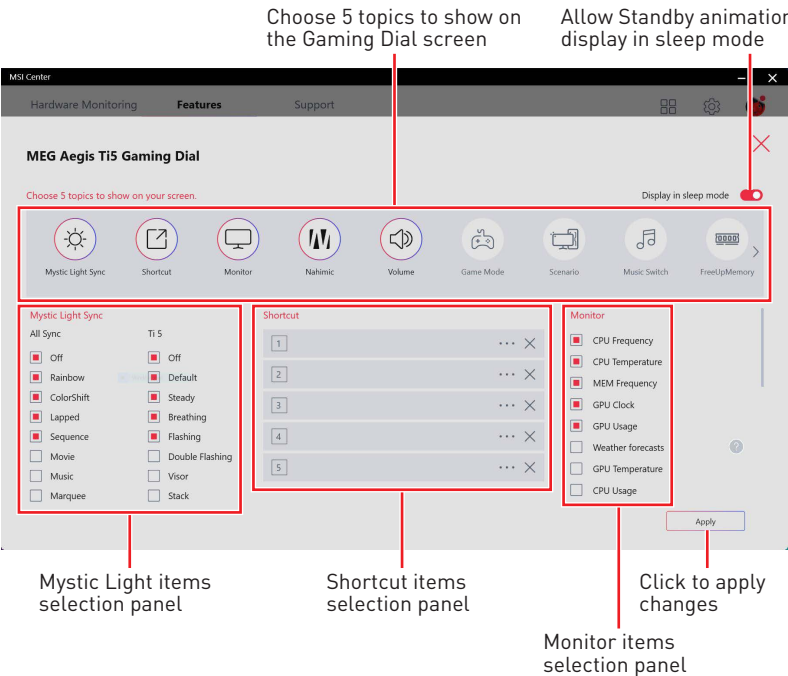 Choose 5 topics to show on
the Gaming Dial screen
Allow Standby animation
display in sleep mode
MSI Center
Hardware Monitoring
Features
Support
MEG Aegis Ti5 Gaming Dial
Choose 5 topics to show on your screen.
Display in sleep mode
Mystic Light Sync
Shortcut
Monitor
Nahimic
Volume
Game Mode
Scenario
Music Switch
FreeUpMemory
Mystic Light Sync
All Sync
Off
Rainbow
ColorShift
Lapped
Sequence
Movie
Music
Marquee
Ti 5
Off
Default
Steady
Breathing
Flashing
Double Flashing
Visor
Stack
Shortcut
1
2
3
4
5
Monitor
CPU Frequency
CPU Temperature
MEM Frequency
GPU Clock
GPU Usage
Weather forecasts
GPU Temperature
CPU Usage
?
Apply
Mystic Light items
selection panel
Shortcut items
selection panel
Click to apply
changes
Monitor items
selection panel